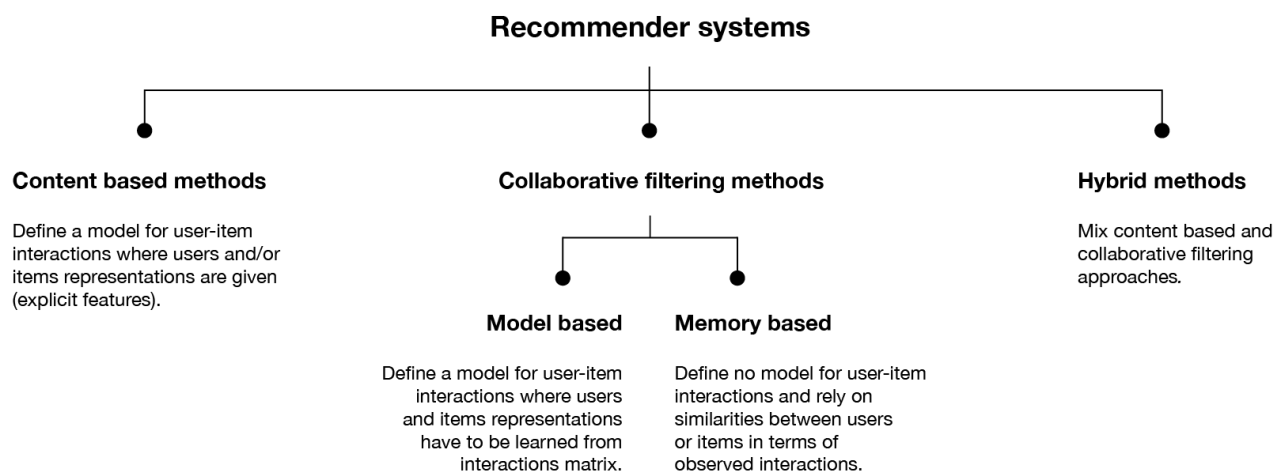 Recommender systems
Content based methods
Define a model for user-item
interactions where users and/or
items representations are given
(explicit features).
Collaborative filtering methods
Model based
Define a model for user-item
interactions where users
and items representations
have to be learned from
interactions matrix.
Memory based
Define no model for user-item
interactions and rely on
similarities between users
or items in terms of
observed interactions.
Hybrid methods
Mix content based and
collaborative filtering
approaches.